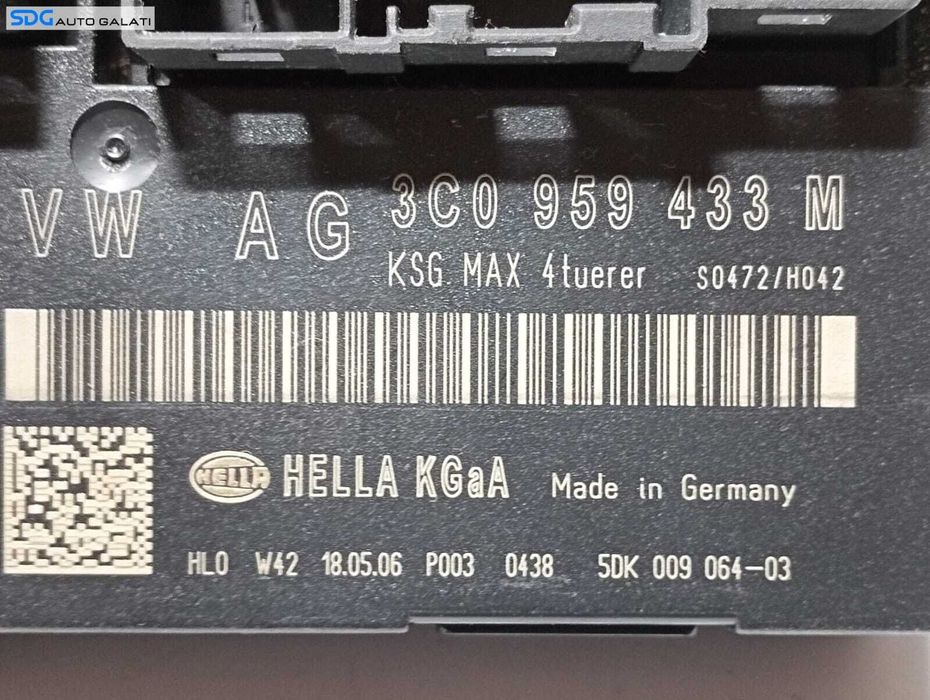 SDG AUTO GALATI
VW AG 3C0 959 433 M
KSG MAX 4tuerer S0472/H042
HELLA HELLA KGaA Made in Germany
HLO W42 18.05.06 P003 0438 5DK 009 064-03